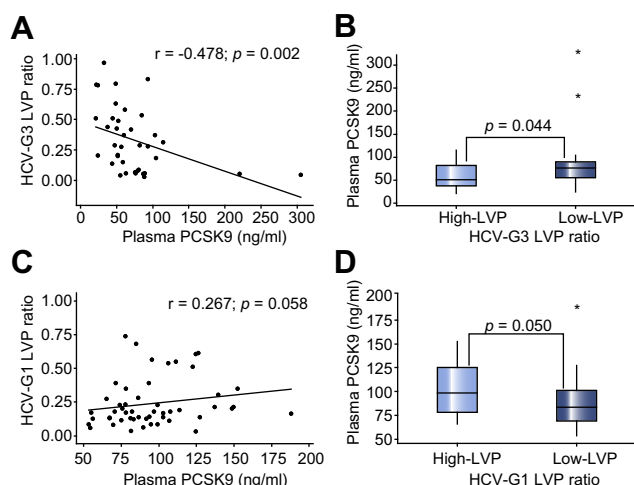 A
r = -0.478; p = 0.002
HCV-G3 LVP ratio
1.00
0.75
0.50
0.25
0.00
0 50 100 150 200 250 300
Plasma PCSK9 (ng/ml)
B
Plasma PCSK9 (ng/ml)
300
250
200
150
100
50
0
p = 0.044
High-LVP Low-LVP
HCV-G3 LVP ratio
C
r = 0.267; p = 0.058
HCV-G1 LVP ratio
1.00
0.75
0.50
0.25
0.00
50 75 100 125 150 175 200
Plasma PCSK9 (ng/ml)
D
Plasma PCSK9 (ng/ml)
200
175
150
125
100
75
50
*
p = 0.050
High-LVP Low-LVP
HCV-G1 LVP ratio